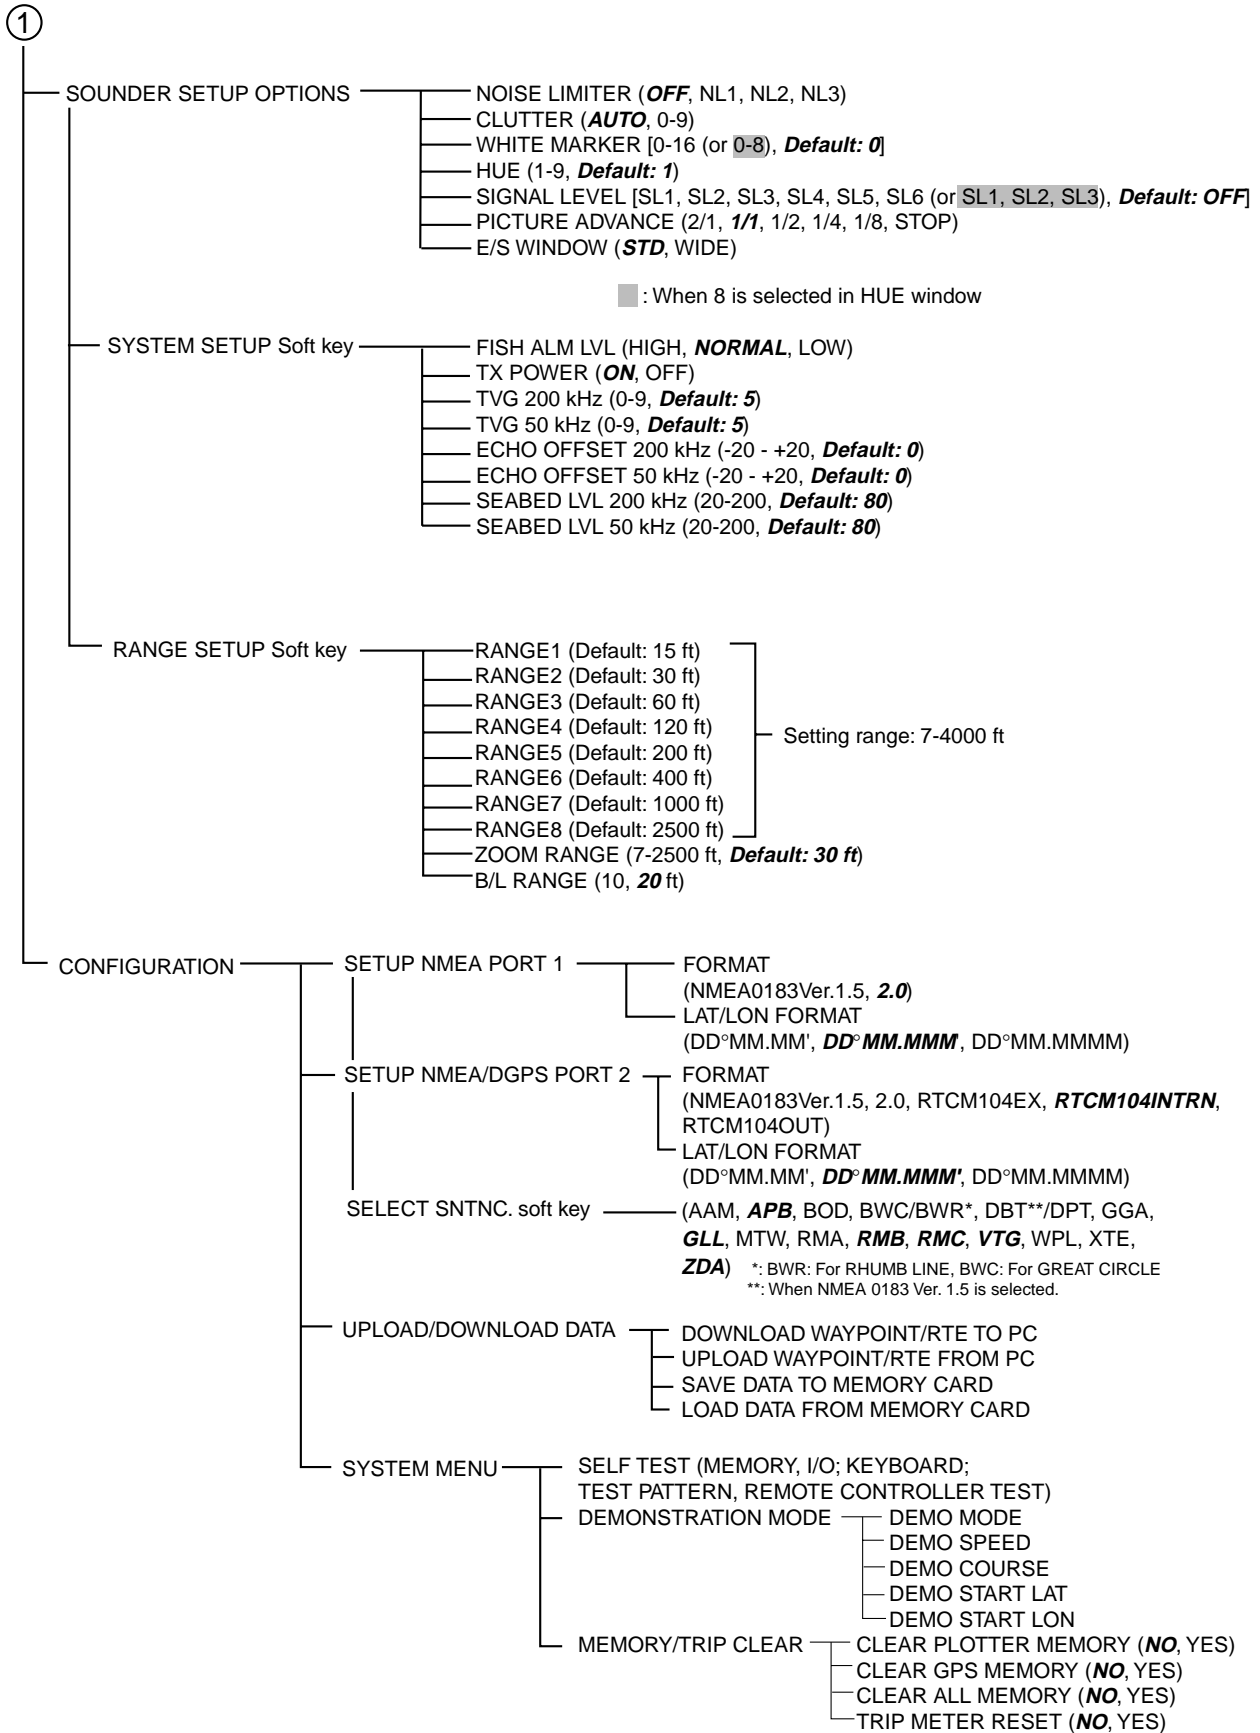 1
SOUNDER SETUP OPTIONS
NOISE LIMITER (OFF, NL1, NL2, NL3)
CLUTTER (AUTO, 0-9)
WHITE MARKER [0-16 (or 0-8), Default: 0]
HUE (1-9, Default: 1)
SIGNAL LEVEL [SL1, SL2, SL3, SL4, SL5, SL6 (or SL1, SL2, SL3), Default: OFF]
PICTURE ADVANCE (2/1, 1/1, 1/2, 1/4, 1/8, STOP)
E/S WINDOW (STD, WIDE)
: When 8 is selected in HUE window
SYSTEM SETUP Soft key
FISH ALM LVL (HIGH, NORMAL, LOW)
TX POWER (ON, OFF)
TVG 200 kHz (0-9, Default: 5)
TVG 50 kHz (0-9, Default: 5)
ECHO OFFSET 200 kHz (-20 - +20, Default: 0)
ECHO OFFSET 50 kHz (-20 - +20, Default: 0)
SEABED LVL 200 kHz (20-200, Default: 80)
SEABED LVL 50 kHz (20-200, Default: 80)
RANGE SETUP Soft key
RANGE1 (Default: 15 ft)
RANGE2 (Default: 30 ft)
RANGE3 (Default: 60 ft)
RANGE4 (Default: 120 ft)
RANGE5 (Default: 200 ft)
RANGE6 (Default: 400 ft)
RANGE7 (Default: 1000 ft)
RANGE8 (Default: 2500 ft)
Setting range: 7-4000 ft
ZOOM RANGE (7-2500 ft, Default: 30 ft)
B/L RANGE (10, 20 ft)
CONFIGURATION
SETUP NMEA PORT 1
FORMAT
(NMEA0183Ver.1.5, 2.0)
LAT/LON FORMAT
(DD°MM.MM', DD°MM.MMM', DD°MM.MMMM)
SETUP NMEA/DGPS PORT 2
FORMAT
(NMEA0183Ver.1.5, 2.0, RTCM104EX, RTCM104INTRN,
RTCM104OUT)
LAT/LON FORMAT
(DD°MM.MM', DD°MM.MMM', DD°MM.MMMM)
SELECT SNTNC. soft key
(AAM, APB, BOD, BWC/BWR*, DBT**/DPT, GGA,
GLL, MTW, RMA, RMB, RMC, VTG, WPL, XTE,
ZDA)
*: BWR: For RHUMB LINE, BWC: For GREAT CIRCLE
**: When NMEA 0183 Ver. 1.5 is selected.
UPLOAD/DOWNLOAD DATA
DOWNLOAD WAYPOINT/RTE TO PC
UPLOAD WAYPOINT/RTE FROM PC
SAVE DATA TO MEMORY CARD
LOAD DATA FROM MEMORY CARD
SYSTEM MENU
SELF TEST (MEMORY, I/O; KEYBOARD;
TEST PATTERN, REMOTE CONTROLLER TEST)
DEMONSTRATION MODE
DEMO MODE
DEMO SPEED
DEMO COURSE
DEMO START LAT
DEMO START LON
MEMORY/TRIP CLEAR
CLEAR PLOTTER MEMORY (NO, YES)
CLEAR GPS MEMORY (NO, YES)
CLEAR ALL MEMORY (NO, YES)
TRIP METER RESET (NO, YES)